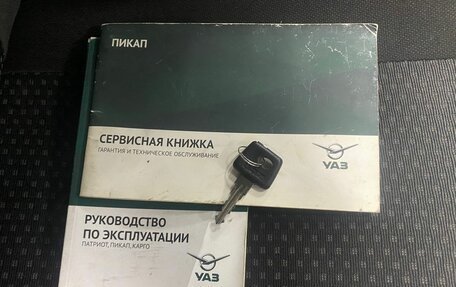 ПИКАП
СЕРВИСНАЯ КНИЖКА
ГАРАНТИЯ И ТЕХНИЧЕСКОЕ ОБСЛУЖИВАНИЕ
УАЗ
РУКОВОДСТВО
ПО ЭКСПЛУАТАЦИИ
ПАТРИОТ, ПИКАП, КАРГО
УАЗ